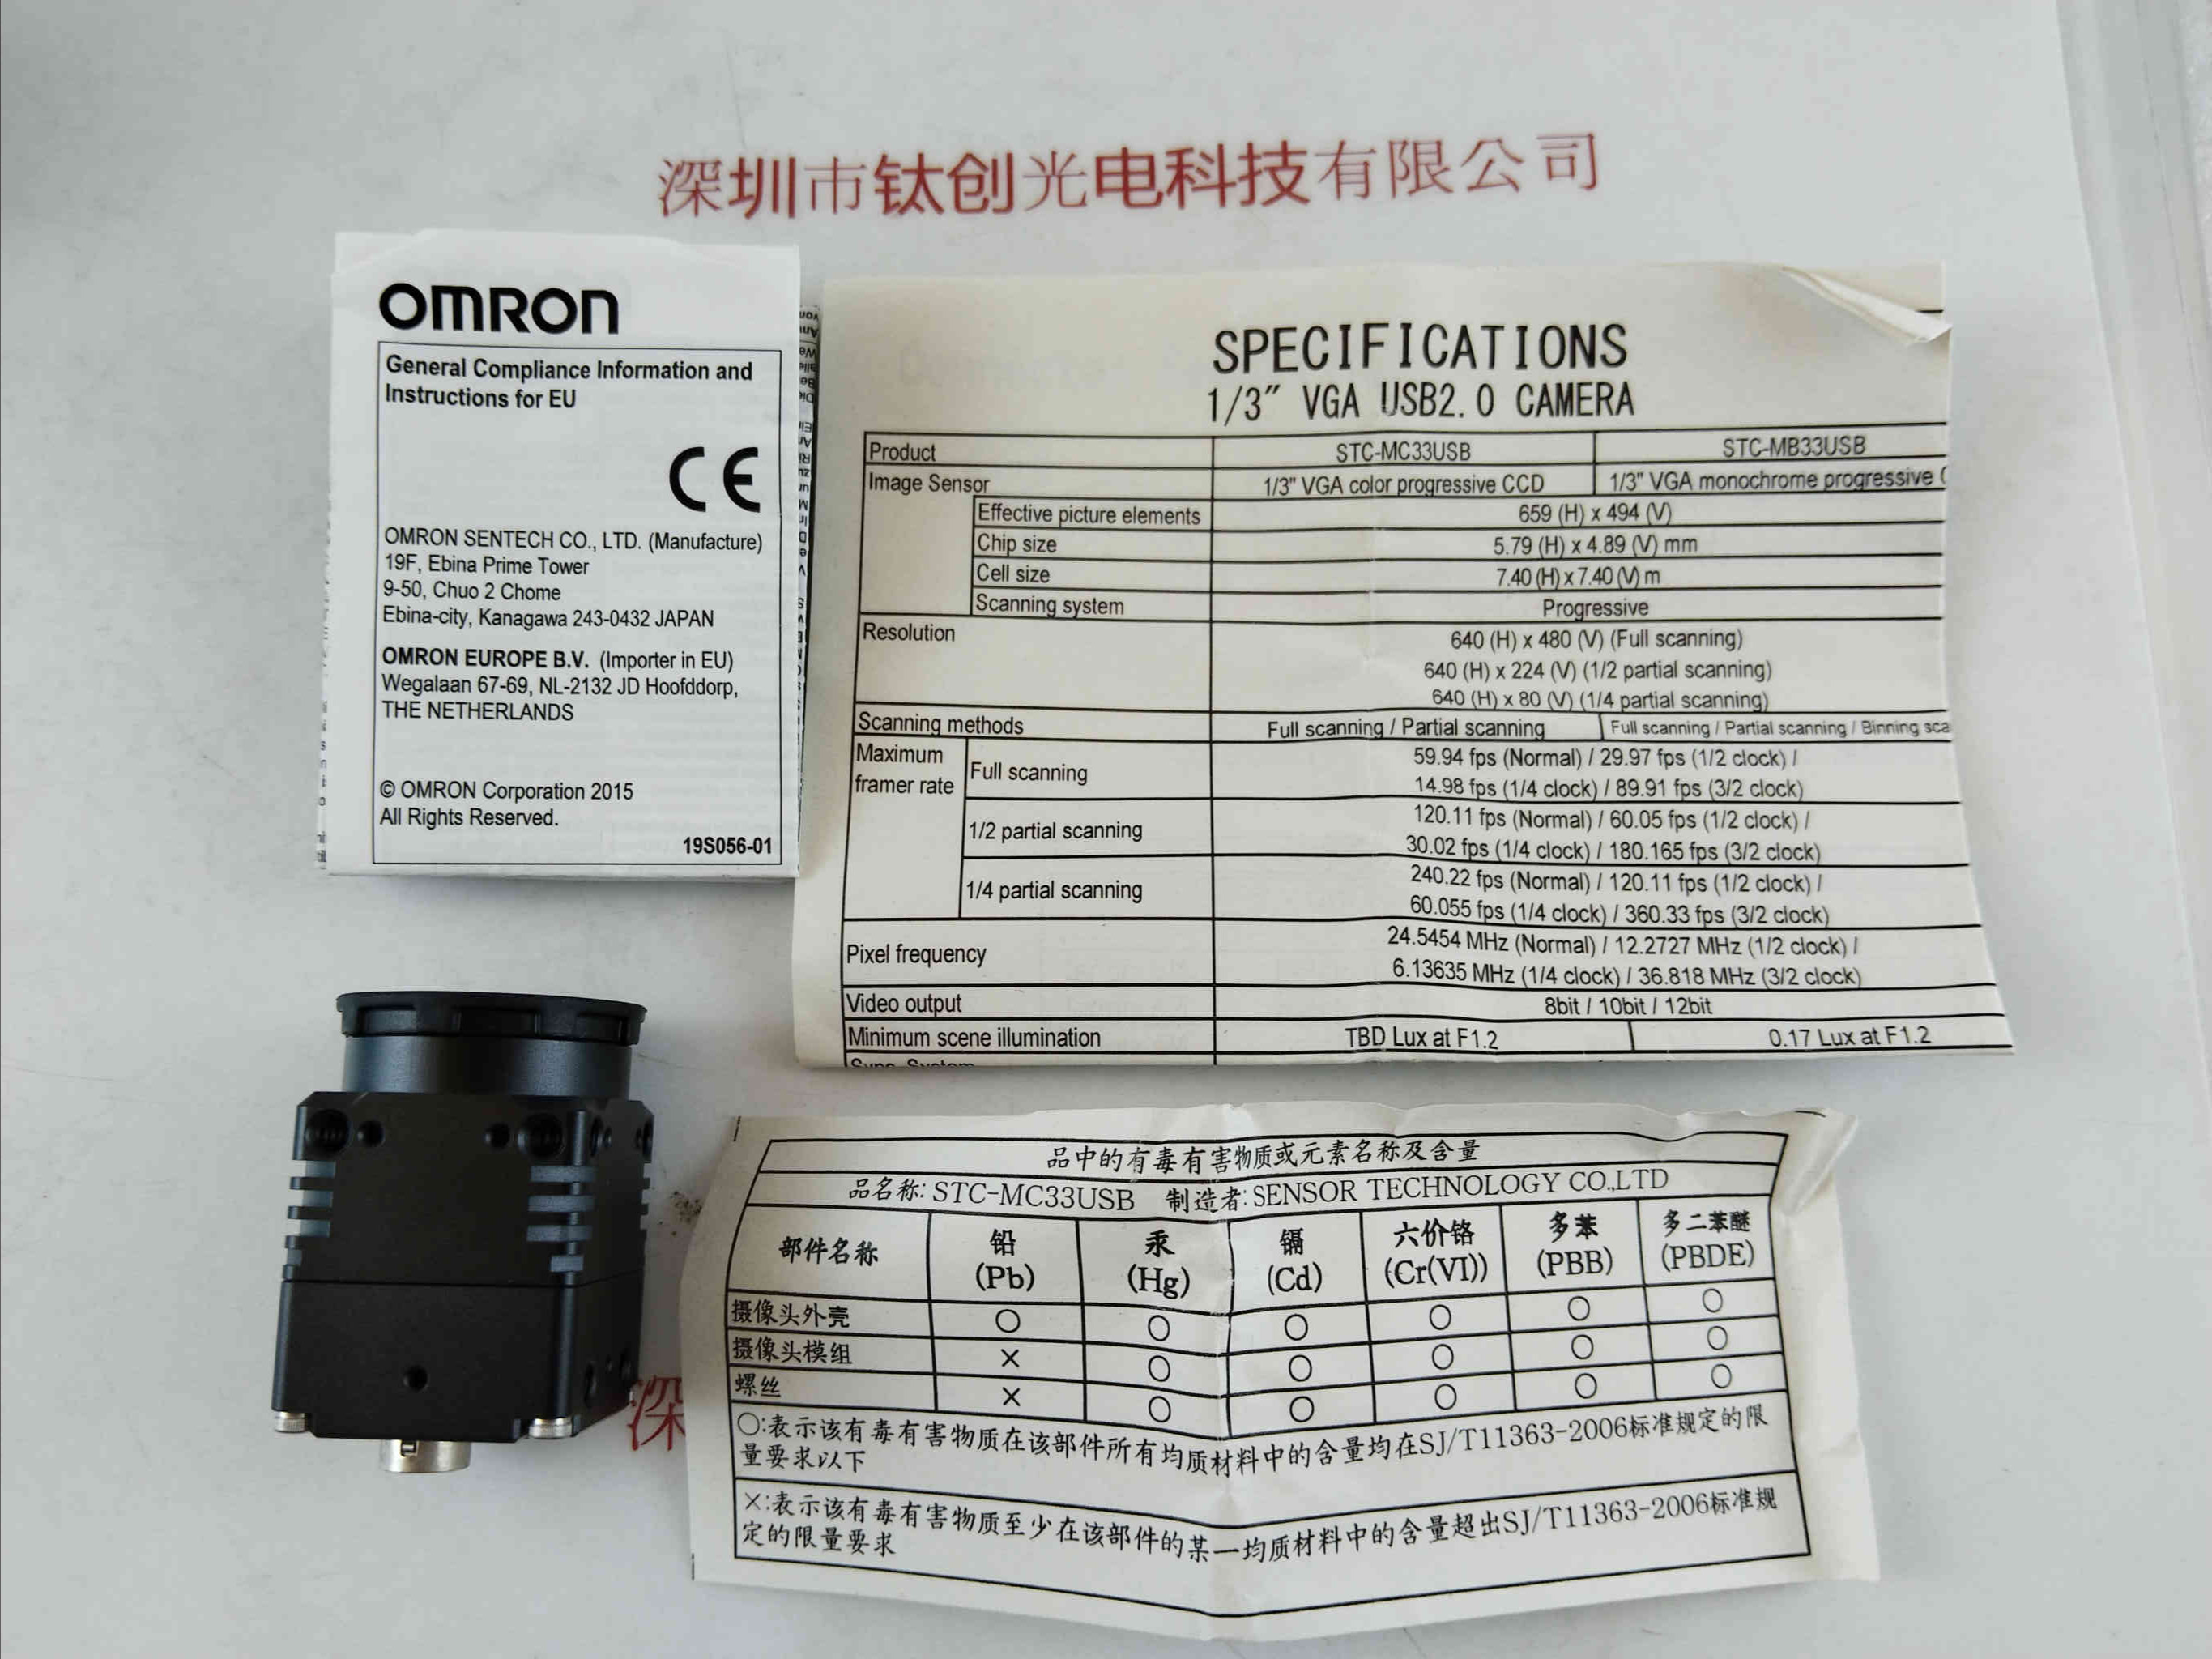 深圳市钛创光电科技有限公司
OMRON
General Compliance Information and
Instructions for EU
CE
OMRON SENTECH CO., LTD. (Manufacture)
19F, Ebina Prime Tower
9-50, Chuo 2 Chome
Ebina-city, Kanagawa 243-0432 JAPAN
OMRON EUROPE B.V. (Importer in EU)
Wegalaan 67-69, NL-2132 JD Hoofddorp,
THE NETHERLANDS
© OMRON Corporation 2015
All Rights Reserved.
19S056-01
SPECIFICATIONS
1/3" VGA USB2.0 CAMERA
Product STC-MC33USB STC-MB33USB
Image Sensor 1/3" VGA color progressive CCD 1/3" VGA monochrome progressive
Effective picture elements 659 (H) x 494 (V)
Chip size 5.79 (H) x 4.89 (V) mm
Cell size 7.40 (H) x 7.40 (V) m
Scanning system Progressive
Resolution 640 (H) x 480 (V) (Full scanning)
640 (H) x 224 (V) (1/2 partial scanning)
640 (H) x 80 (V) (1/4 partial scanning)
Scanning methods Full scanning / Partial scanning Full scanning / Partial scanning / Binning sca
Maximum
framer rate
Full scanning 59.94 fps (Normal) / 29.97 fps (1/2 clock) /
14.98 fps (1/4 clock) / 89.91 fps (3/2 clock)
1/2 partial scanning 120.11 fps (Normal) / 60.05 fps (1/2 clock) /
30.02 fps (1/4 clock) / 180.165 fps (3/2 clock)
1/4 partial scanning 240.22 fps (Normal) / 120.11 fps (1/2 clock) /
60.055 fps (1/4 clock) / 360.33 fps (3/2 clock)
Pixel frequency 24.5454 MHz (Normal) / 12.2727 MHz (1/2 clock) /
6.13635 MHz (1/4 clock) / 36.818 MHz (3/2 clock)
Video output 8bit / 10bit / 12bit
Minimum scene illumination TBD Lux at F1.2 0.17 Lux at F1.2
品中的有毒有害物质或元素名称及含量
品名称: STC-MC33USB 制造者: SENSOR TECHNOLOGY CO.,LTD
部件名称 铅 汞 镉 六价铬 多苯 多二苯醚
(Pb) (Hg) (Cd) (Cr(VI)) (PBB) (PBDE)
摄像头外壳 ○ ○ ○ ○ ○ ○
摄像头模组 × ○ ○ ○ ○ ○
螺丝 × ○ ○ ○ ○ ○
○:表示该有毒有害物质在该部件所有均质材料中的含量均在SJ/T11363-2006标准规定的限
量要求以下
×:表示该有毒有害物质至少在该部件的某一均质材料中的含量超出SJ/T11363-2006标准规
定的限量要求
深